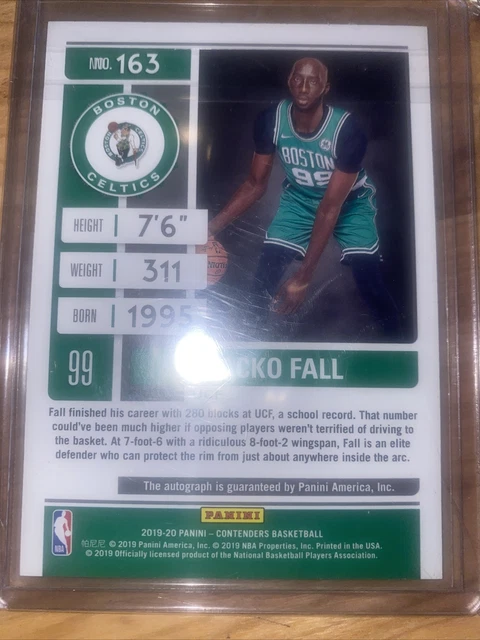 NO. 163
BOSTON
CELTICS
BOSTON
99
HEIGHT 7'6"
WEIGHT 311
BORN 1995
99
CKO FALL
Fall finished his career with 280 blocks at UCF, a school record. That number
could've been much higher if opposing players weren't terrified of driving to
the basket. At 7-foot-6 with a ridiculous 8-foot-2 wingspan, Fall is an elite
defender who can protect the rim from just about anywhere inside the arc.
The autograph is guaranteed by Panini America, Inc.
PANINI
2019-20 PANINI – CONTENDERS BASKETBALL
帕尼尼 © 2019 Panini America, Inc. © 2019 NBA Properties, Inc. Printed in the USA.
© 2019 Officially licensed product of the National Basketball Players Association.
NBA